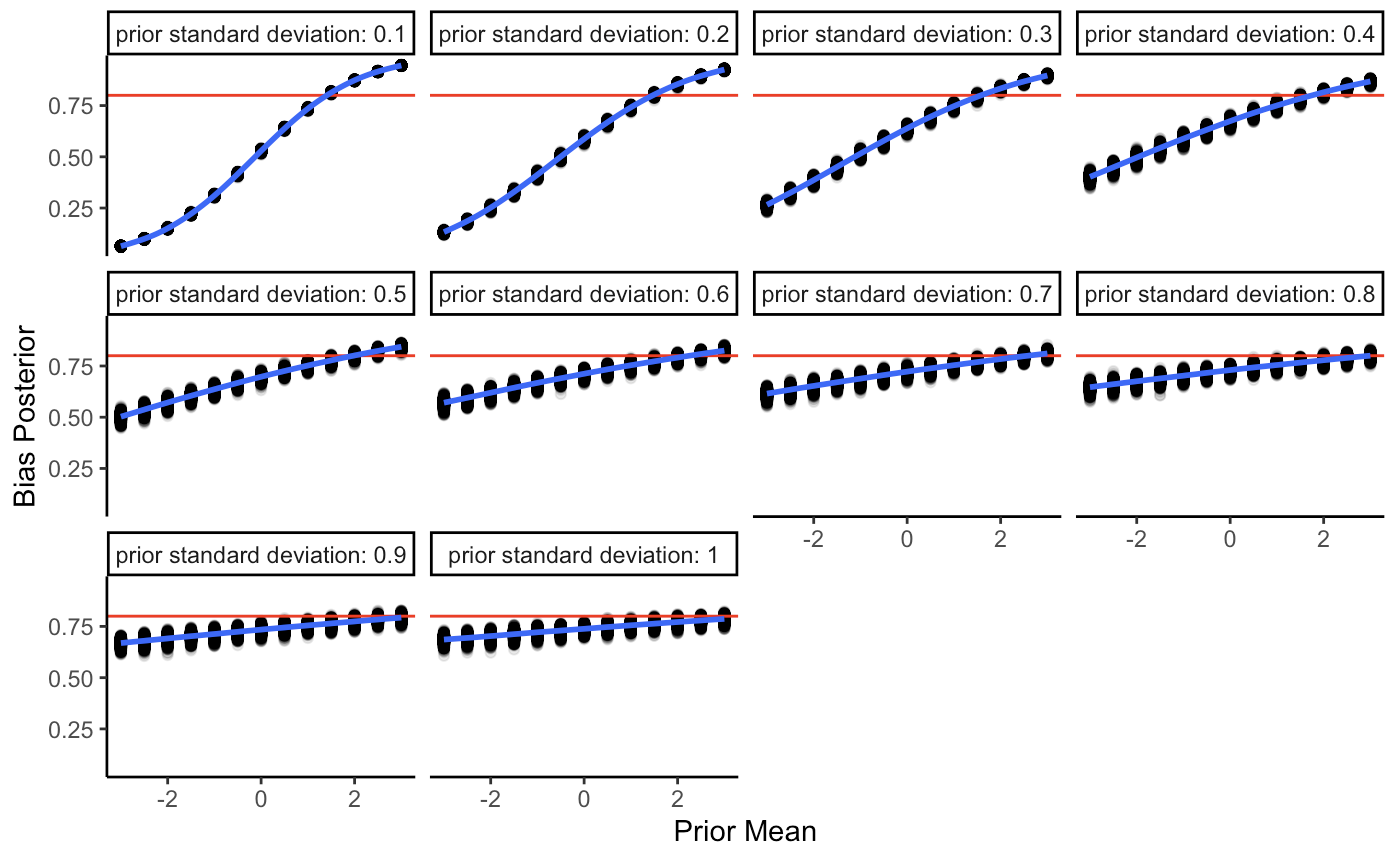 prior standard deviation: 0.1
prior standard deviation: 0.2
prior standard deviation: 0.3
prior standard deviation: 0.4
0.75
0.50
0.25
prior standard deviation: 0.5
prior standard deviation: 0.6
prior standard deviation: 0.7
prior standard deviation: 0.8
0.75
0.50
0.25
-2 0 2
-2 0 2
prior standard deviation: 0.9
prior standard deviation: 1
0.75
0.50
0.25
-2 0 2
-2 0 2
Bias Posterior
Prior Mean